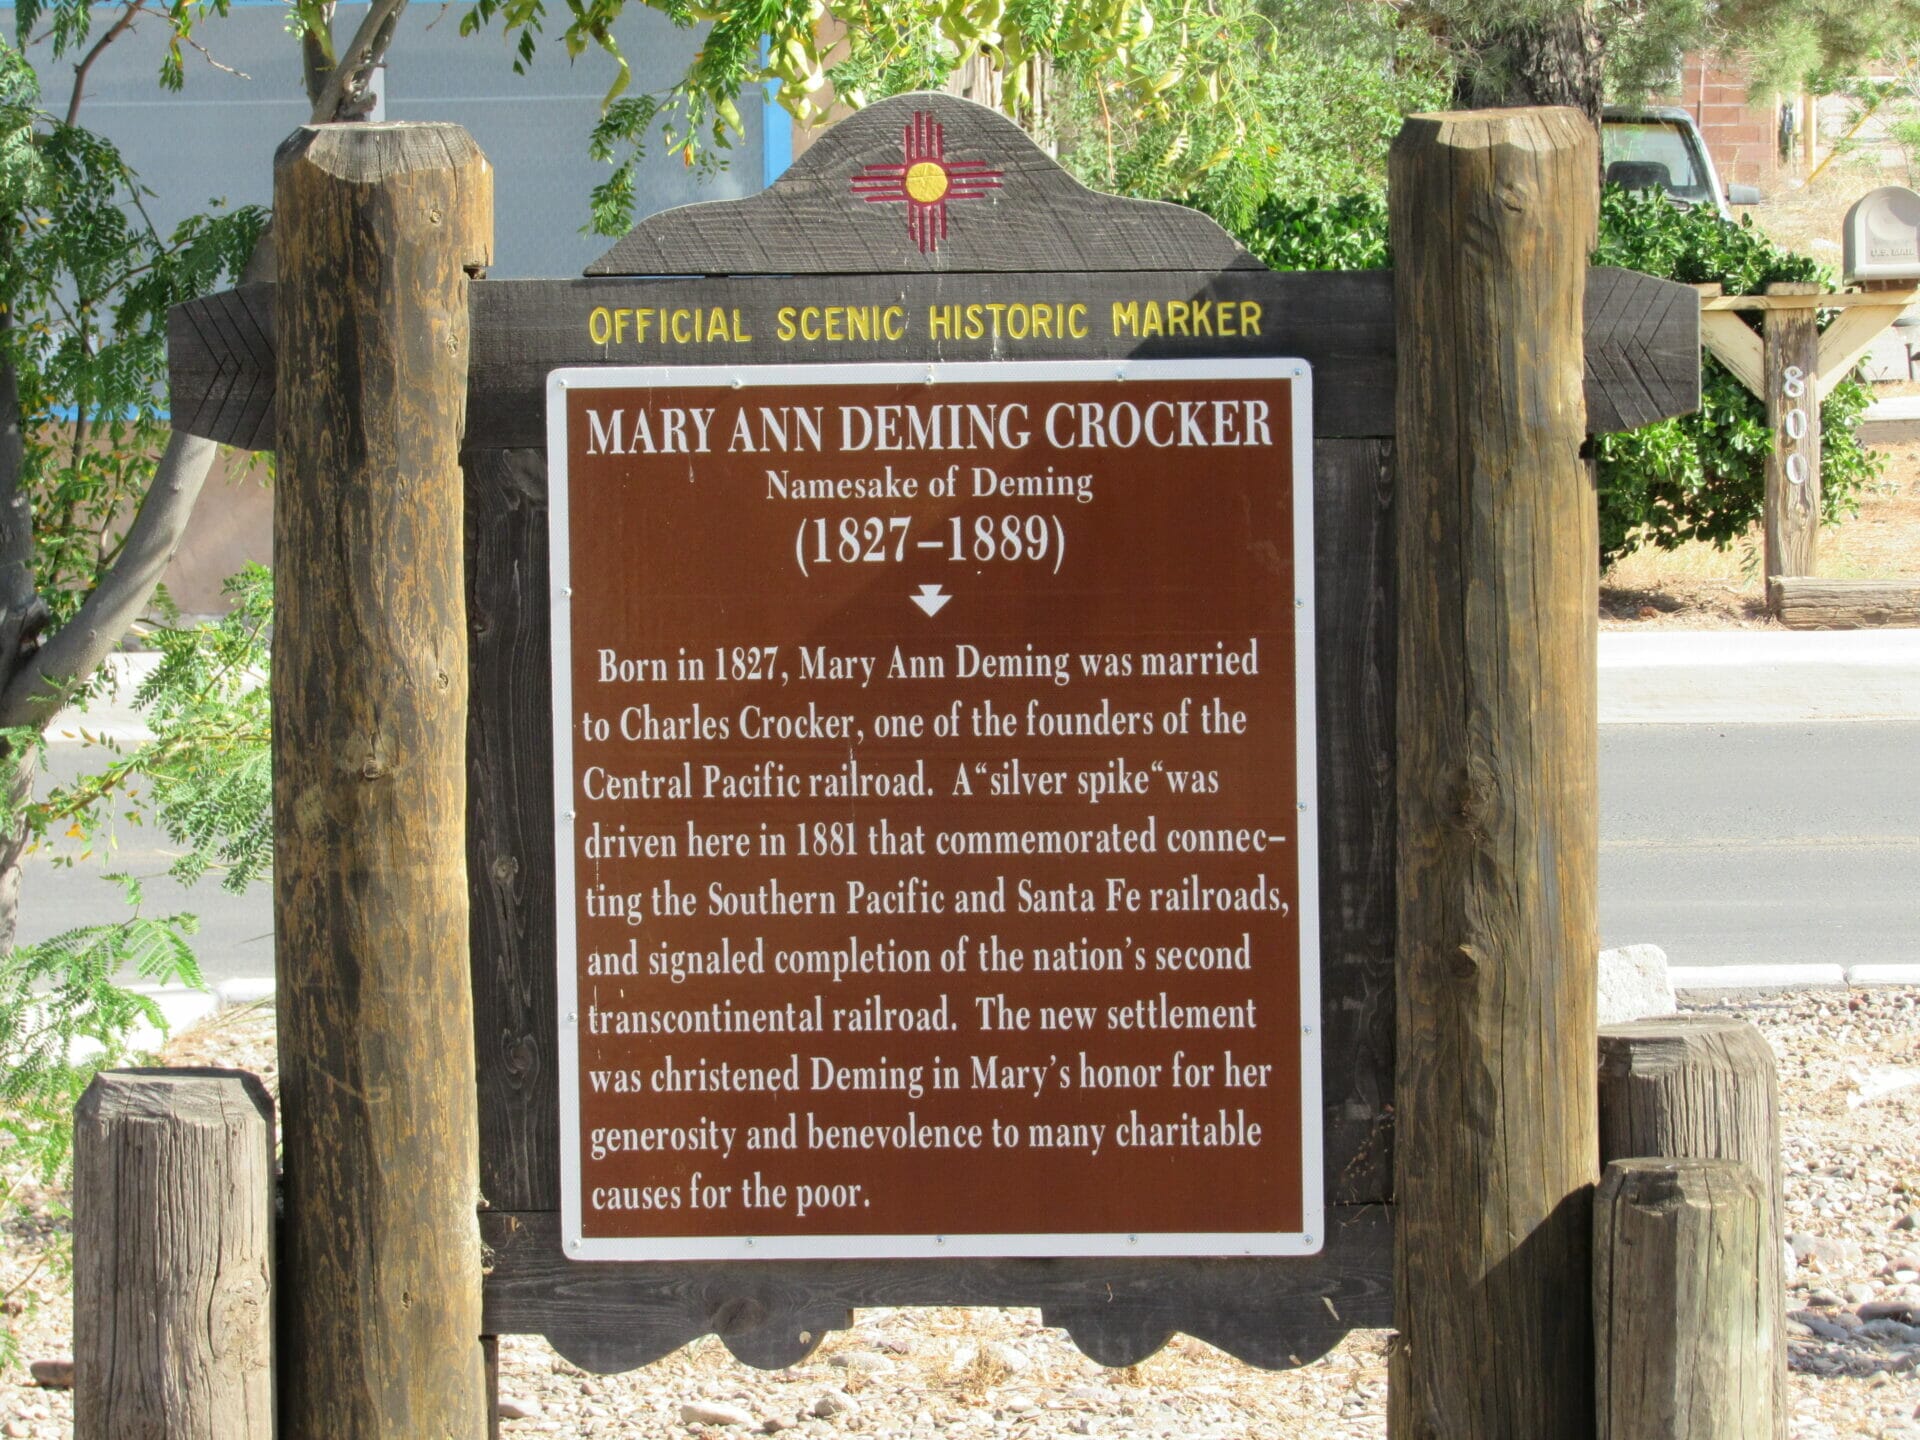 OFFICIAL SCENIC HISTORIC MARKER
MARY ANN DEMING CROCKER
Namesake of Deming
(1827–1889)
Born in 1827, Mary Ann Deming was married
to Charles Crocker, one of the founders of the
Central Pacific railroad. A “silver spike“ was
driven here in 1881 that commemorated connec–
ting the Southern Pacific and Santa Fe railroads,
and signaled completion of the nation’s second
transcontinental railroad. The new settlement
was christened Deming in Mary’s honor for her
generosity and benevolence to many charitable
causes for the poor.
U.S. MAIL
800